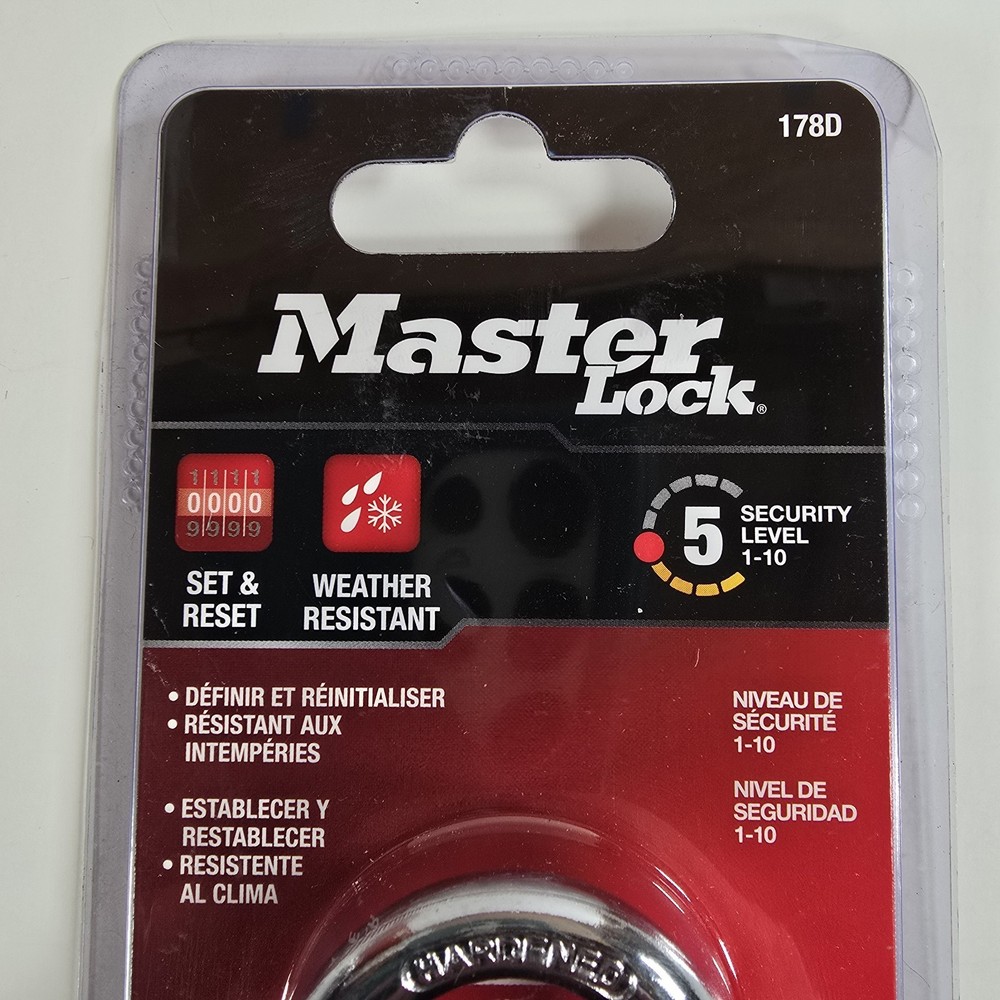 178D
Master
Lock®
0000
9999
SET &
RESET
WEATHER
RESISTANT
5
SECURITY
LEVEL
1-10
• DÉFINIR ET RÉINITIALISER
• RÉSISTANT AUX
INTEMPÉRIES
• ESTABLECER Y
RESTABLECER
• RESISTENTE
AL CLIMA
NIVEAU DE
SÉCURITÉ
1-10
NIVEL DE
SEGURIDAD
1-10
HARDENED